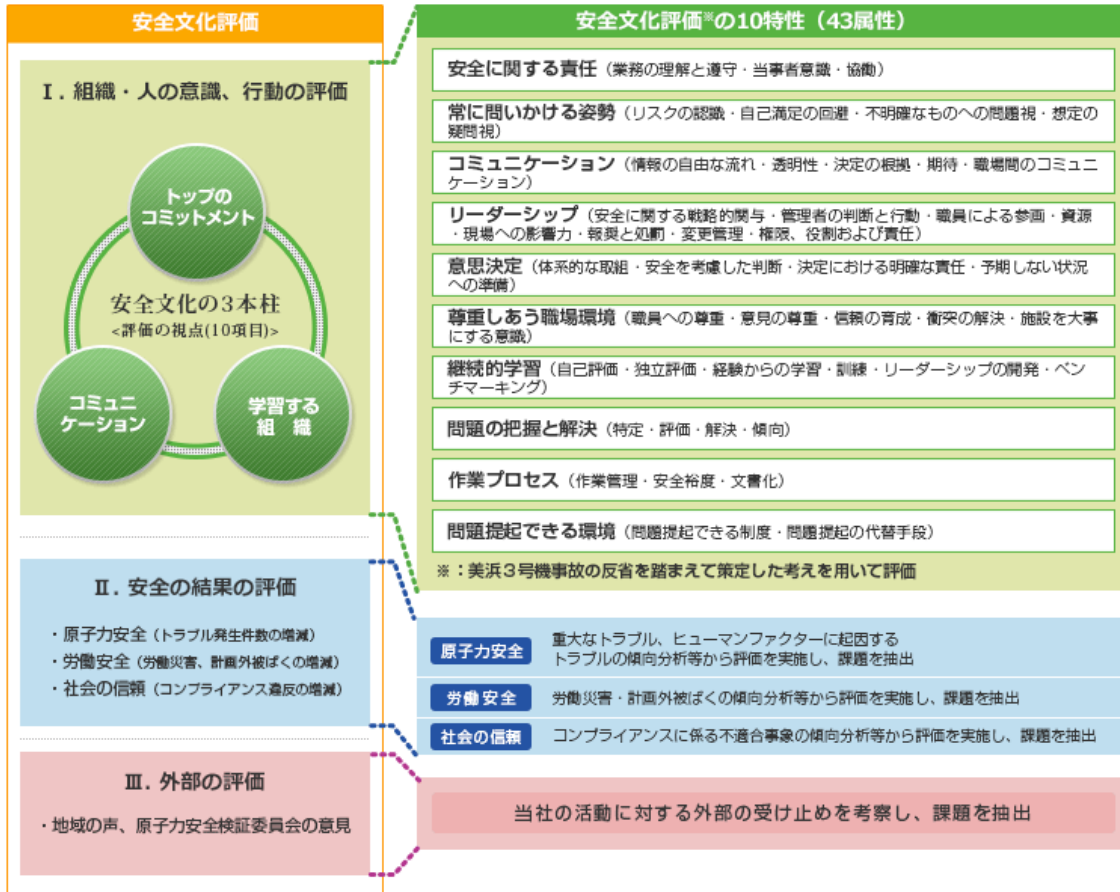 安全文化評価
Ⅰ. 組織・人の意識、行動の評価
トップの
コミットメント
安全文化の3本柱
<評価の視点(10項目)>
コミュニ
ケーション
学習する
組 織
Ⅱ. 安全の結果の評価
・原子力安全（トラブル発生件数の増減）
・労働安全（労働災害、計画外被ばくの増減）
・社会の信頼（コンプライアンス違反の増減）
Ⅲ. 外部の評価
・地域の声、原子力安全検証委員会の意見
安全文化評価※の10特性（43属性）
安全に関する責任（業務の理解と遵守・当事者意識・協働）
常に問いかける姿勢（リスクの認識・自己満足の回避・不明確なものへの問題視・想定の
疑問視）
コミュニケーション（情報の自由な流れ・透明性・決定の根拠・期待・職場間のコミュニ
ケーション）
リーダーシップ（安全に関する戦略的関与・管理者の判断と行動・職員による参画・資源
・現場への影響力・報奨と処罰・変更管理・権限、役割および責任）
意思決定（体系的な取組・安全を考慮した判断・決定における明確な責任・予期しない状況
への準備）
尊重しあう職場環境（職員への尊重・意見の尊重・信頼の育成・衝突の解決・施設を大事
にする意識）
継続的学習（自己評価・独立評価・経験からの学習・訓練・リーダーシップの開発・ベン
チマーキング）
問題の把握と解決（特定・評価・解決・傾向）
作業プロセス（作業管理・安全裕度・文書化）
問題提起できる環境（問題提起できる制度・問題提起の代替手段）
※：美浜３号機事故の反省を踏まえて策定した考えを用いて評価
原子力安全
重大なトラブル、ヒューマンファクターに起因する
トラブルの傾向分析等から評価を実施し、課題を抽出
労働安全
労働災害・計画外被ばくの傾向分析等から評価を実施し、課題を抽出
社会の信頼
コンプライアンスに係る不適合事象の傾向分析等から評価を実施し、課題を抽出
当社の活動に対する外部の受け止めを考察し、課題を抽出